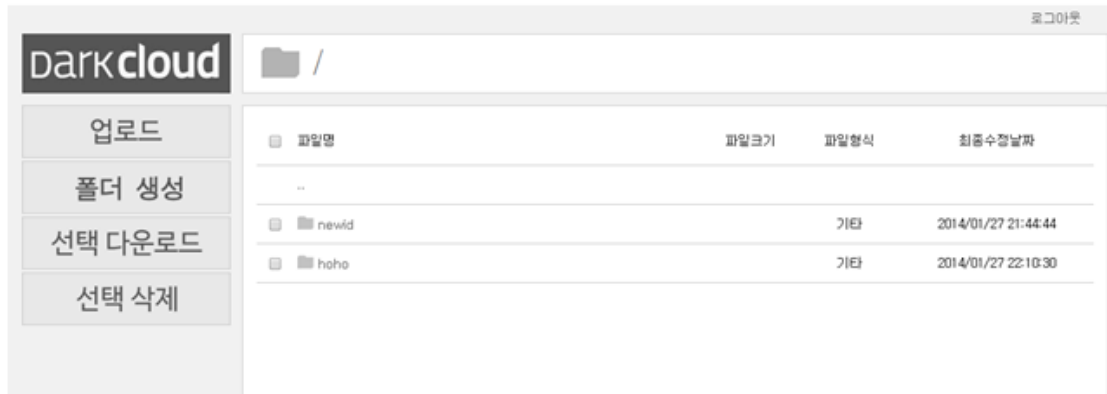 로그아웃
Darkcloud
/
업로드
폴더 생성
선택 다운로드
선택 삭제
파일명 파일크기 파일형식 최종수정날짜
..
newid 기타 2014/01/27 21:44:44
hoho 기타 2014/01/27 22:10:30